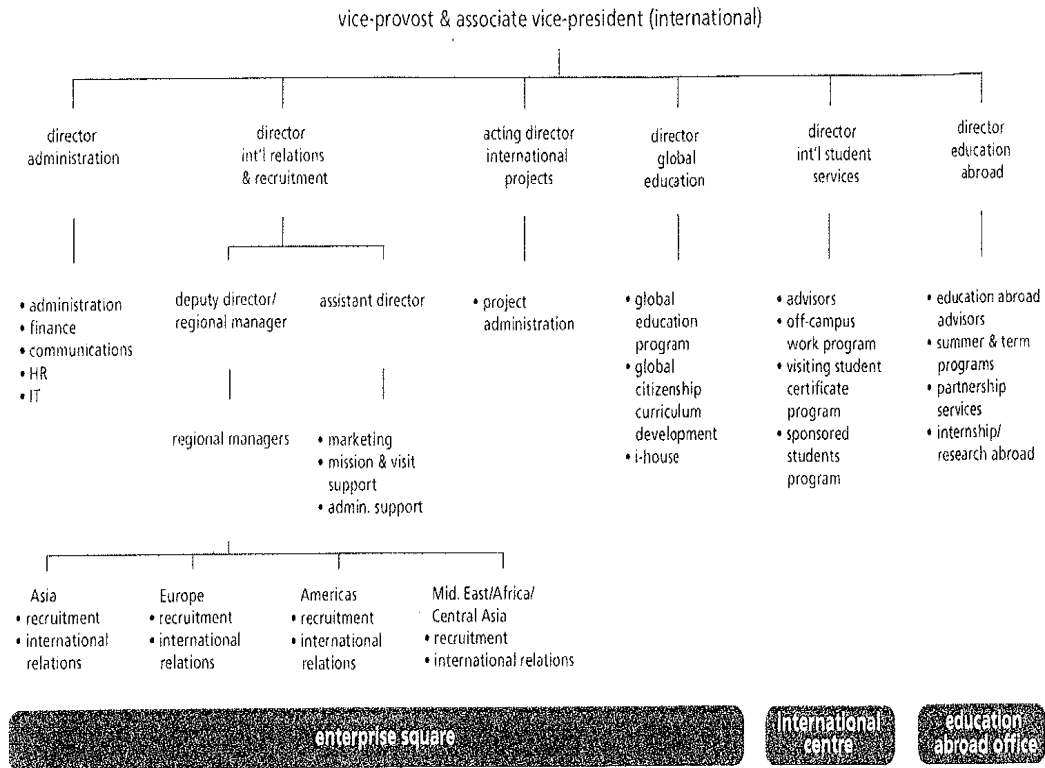 vice-provost & associate vice-president (international)
director
administration
director
int'l relations
& recruitment
acting director
international
projects
director
global
education
director
int'l student
services
director
education
abroad
• administration
• finance
• communications
• HR
• IT
deputy director/
regional manager
assistant director
• project
administration
• global
education
program
• global
citizenship
curriculum
development
• i-house
• advisors
• off-campus
work program
• visiting student
certificate
program
• sponsored
students
program
• education abroad
advisors
• summer & term
programs
• partnership
services
• internship/
research abroad
regional managers
• marketing
• mission & visit
support
• admin. support
Asia
• recruitment
• international
relations
Europe
• recruitment
• international
relations
Americas
• recruitment
• international
relations
Mid. East/Africa/
Central Asia
• recruitment
• international relations
enterprise square
international
centre
education
abroad office